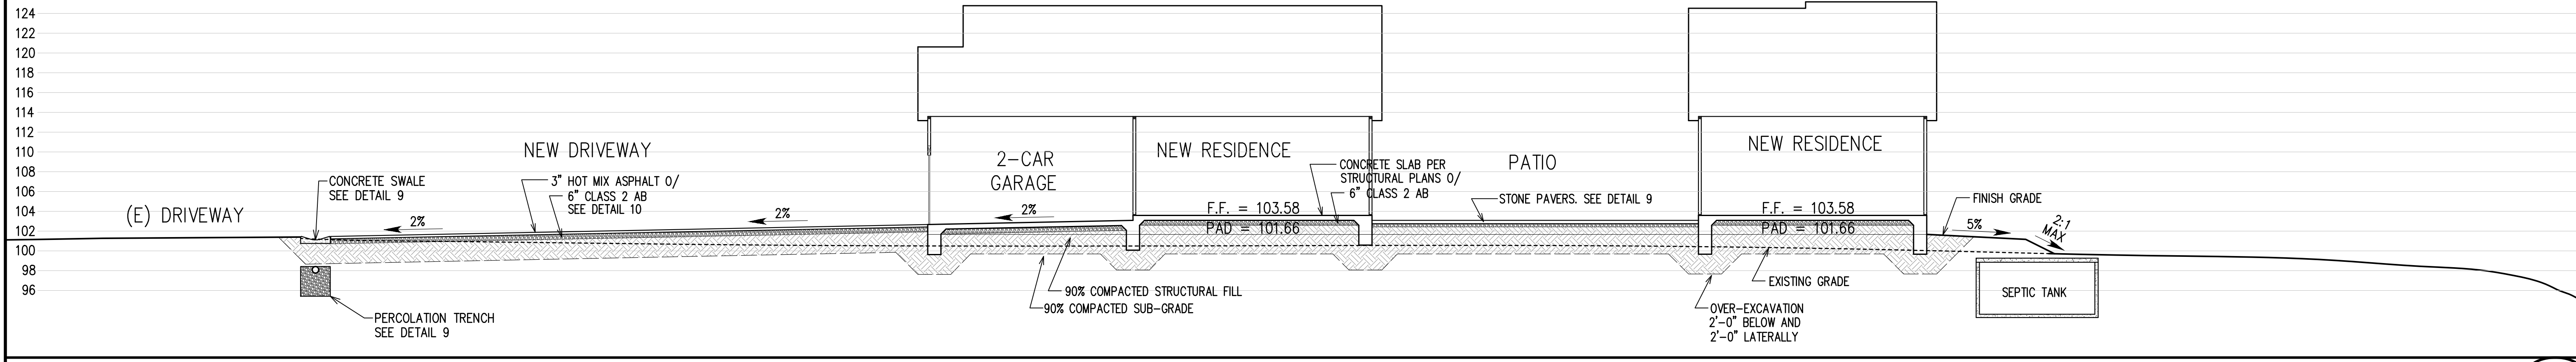 124
122
120
118
116
114
112
110
108
106
104
102
100
98
96
(E) DRIVEWAY
CONCRETE SWALE
SEE DETAIL 9
PERCOLATION TRENCH
SEE DETAIL 9
2%
NEW DRIVEWAY
3" HOT MIX ASPHALT O/
6" CLASS 2 AB
SEE DETAIL 10
2%
2-CAR
GARAGE
2%
NEW RESIDENCE
F.F. = 103.58
PAD = 101.66
90% COMPACTED STRUCTURAL FILL
90% COMPACTED SUB-GRADE
CONCRETE SLAB PER
STRUCTURAL PLANS O/
6" CLASS 2 AB
PATIO
STONE PAVERS. SEE DETAIL 9
NEW RESIDENCE
F.F. = 103.58
PAD = 101.66
EXISTING GRADE
OVER-EXCAVATION
2'-0" BELOW AND
2'-0" LATERALLY
FINISH GRADE
5%
2:1
MAX
SEPTIC TANK